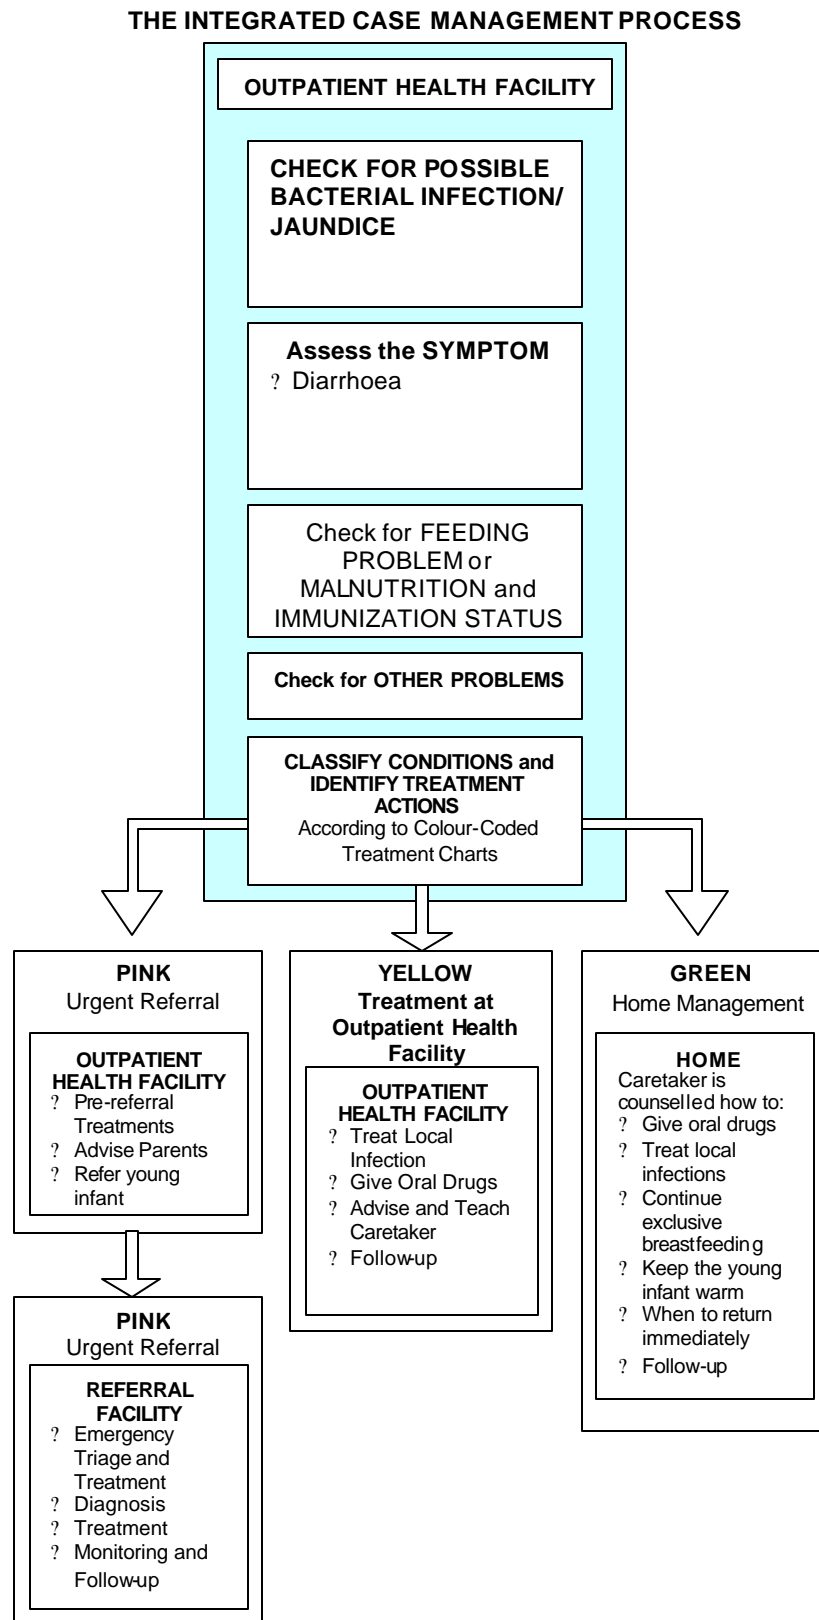 THE INTEGRATED CASE MANAGEMENT PROCESS
OUTPATIENT HEALTH FACILITY
CHECK FOR POSSIBLE
BACTERIAL INFECTION/
JAUNDICE
Assess the SYMPTOM
? Diarrhoea
Check for FEEDING
PROBLEM or
MALNUTRITION and
IMMUNIZATION STATUS
Check for OTHER PROBLEMS
CLASSIFY CONDITIONS and
IDENTIFY TREATMENT
ACTIONS
According to Colour-Coded
Treatment Charts
PINK
Urgent Referral
OUTPATIENT
HEALTH FACILITY
? Pre-referral
Treatments
? Advise Parents
? Refer young
infant
PINK
Urgent Referral
REFERRAL
FACILITY
? Emergency
Triage and
Treatment
? Diagnosis
? Treatment
? Monitoring and
Follow-up
YELLOW
Treatment at
Outpatient Health
Facility
OUTPATIENT
HEALTH FACILITY
? Treat Local
Infection
? Give Oral Drugs
? Advise and Teach
Caretaker
? Follow-up
GREEN
Home Management
HOME
Caretaker is
counselled how to:
? Give oral drugs
? Treat local
infections
? Continue
exclusive
breastfeeding
? Keep the young
infant warm
? When to return
immediately
? Follow-up